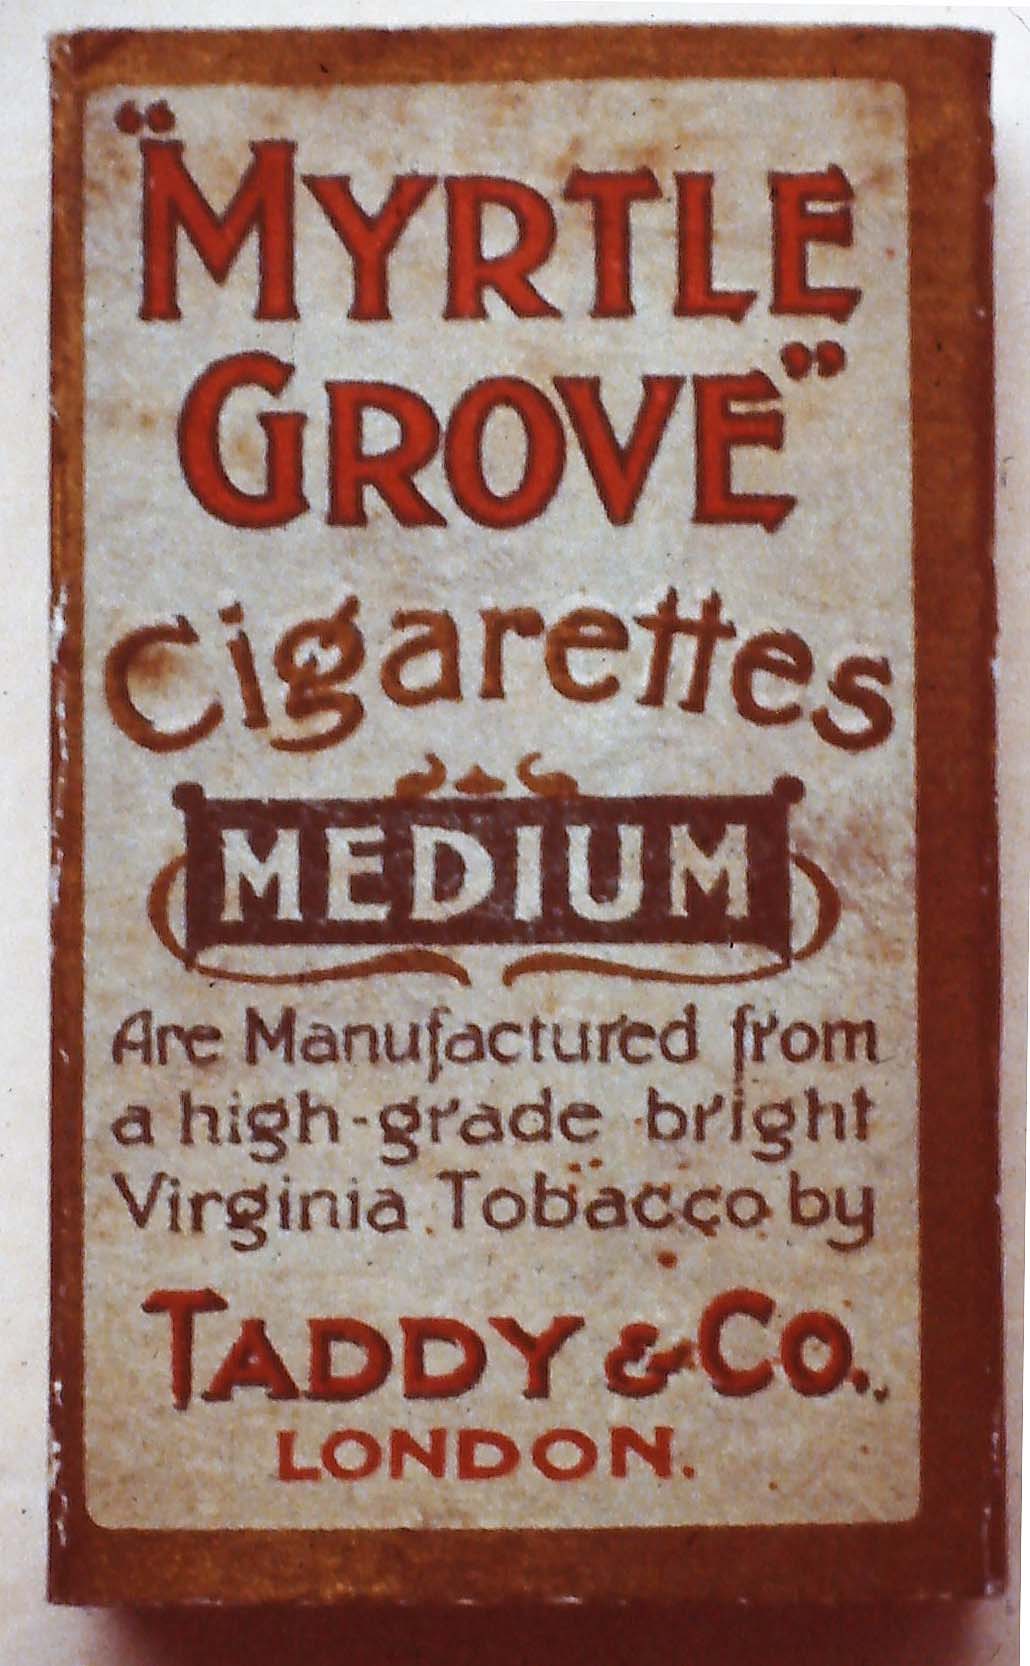 "MYRTLE
GROVE"
Cigarettes
MEDIUM
Are Manufactured from
a high-grade bright
Virginia Tobacco by
TADDY & CO.
LONDON.